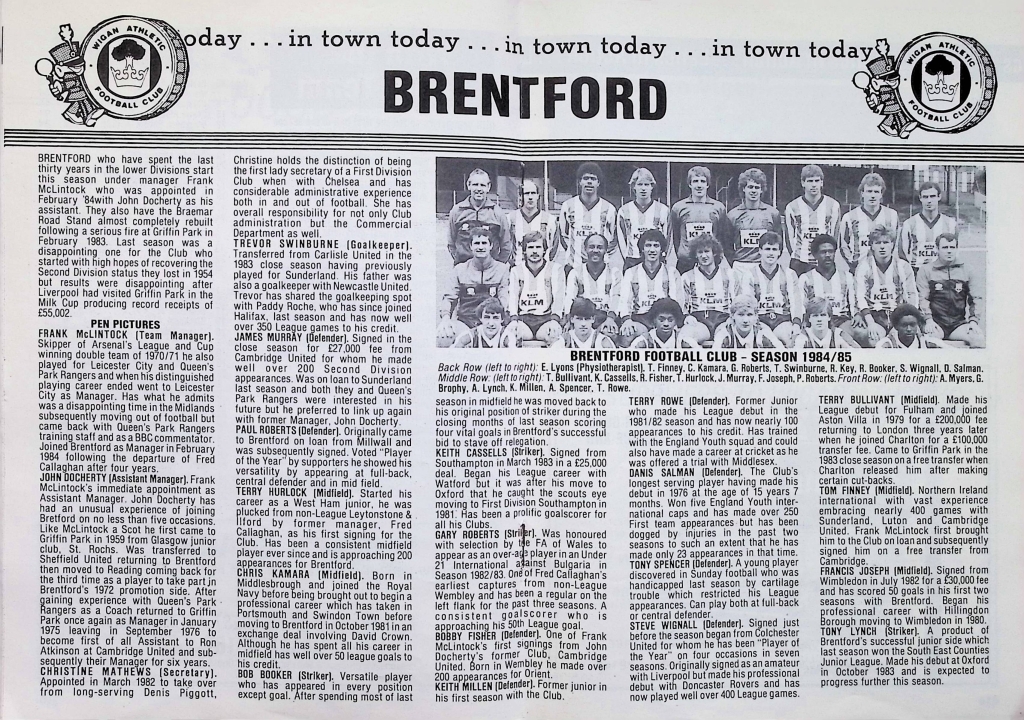 oday . . . in town today . . . in town today . . . in town today
WIGAN ATHLETIC
FOOTBALL CLUB
BRENTFORD
WIGAN ATHLETIC
FOOTBALL CLUB
BRENTFORD who have spent the last
thirty years in the lower Divisions start
this season under manager Frank
McLintock who was appointed in
February '84 with John Docherty as his
assistant. They also have the Braemar
Road Stand almost completely rebuilt
following a serious fire at Griffin Park in
February 1983. Last season was a
disappointing one for the Club who
started with high hopes of recovering the
Second Division status they lost in 1954
but results were disappointing after
Liverpool had visited Griffin Park in the
Milk Cup producing record receipts of
£55,002.
PEN PICTURES
FRANK McLINTOCK (Team Manager).
Skipper of Arsenal's League and Cup
winning double team of 1970/71 he also
played for Leicester City and Queen's
Park Rangers and when his distinguished
playing career ended went to Leicester
City as Manager. Has what he admits
was a disappointing time in the Midlands
subsequently moving out of football but
came back with Queen's Park Rangers
training staff and as a BBC commentator.
Joined Brentford as Manager in February
1984 following the departure of Fred
Callaghan after four years.
JOHN DOCHERTY (Assistant Manager). Frank
McLintock's immediate appointment as
Assistant Manager. John Docherty has
had an unusual experience of joining
Bretford on no less than five occasions.
Like McLintock a Scot he first came to
Griffin Park in 1959 from Glasgow junior
club, St. Rochs. Was transferred to
Sheffield United returning to Brentford
then moved to Reading coming back for
the third time as a player to take part in
Brentford's 1972 promotion side. After
gaining experience with Queen's Park
Rangers as a Coach returned to Griffin
Park once again as Manager in January
1975 leaving in September 1976 to
become first of all Assistant to Ron
Atkinson at Cambridge United and sub-
sequently their Manager for six years.
CHRISTINE MATHEWS (Secretary).
Appointed in March 1982 to take over
from long-serving Denis Piggott,
Christine holds the distinction of being
the first lady secretary of a First Division
Club when with Chelsea and has
considerable administrative experience
both in and out of football. She has
overall responsibility for not only Club
administration but the Commercial
Department as well.
TREVOR SWINBURNE (Goalkeeper).
Transferred from Carlisle United in the
1983 close season having previously
played for Sunderland. His father was
also a goalkeeper with Newcastle United.
Trevor has shared the goalkeeping spot
with Paddy Roche, who has since joined
Halifax, last season and has now well
over 350 League games to his credit.
JAMES MURRAY (Defender). Signed in the
close season for £27,000 fee from
Cambridge United for whom he made
well over 200 Second Division
appearances. Was on loan to Sunderland
last season and both they and Queen's
Park Rangers were interested in his
future but he preferred to link up again
with former Manager, John Docherty.
PAUL ROBERTS (Defender). Originally came
to Brentford on loan from Millwall and
was subsequently signed. Voted "Player
of the Year" by supporters he showed his
versatility by appearing at full-back,
central defender and in mid field.
TERRY HURLOCK (Midfield). Started his
career as a West Ham junior, he was
plucked from non-League Leytonstone &
Ilford by former manager, Fred
Callaghan, as his first signing for the
Club. Has been a consistent midfield
player ever since and is approaching 200
appearances for Brentford.
CHRIS KAMARA (Midfield). Born in
Middlesbrough and joined the Royal
Navy before being brought out to begin a
professional career which has taken in
Portsmouth and Swindon Town before
moving to Brentford in October 1981 in an
exchange deal involving David Crown.
Although he has spent all his career in
midfield has well over 50 league goals to
his credit.
BOB BOOKER (Striker). Versatile player
who has appeared in every position
except goal. After spending most of last
KLM
BRENTFORD FOOTBALL CLUB – SEASON 1984/85
Back Row (left to right): E. Lyons (Physiotherapist), T. Finney, C. Kamara, G. Roberts, T. Swinburne, R. Key, R. Booker, S. Wignall, D. Salman.
Middle Row: (left to right): T. Bullivant, K. Cassells, R. Fisher, T. Hurlock, J. Murray, F. Joseph, P. Roberts. Front Row: (left to right): A. Myers, G.
Brophy, A. Lynch, K. Millen, A. Spencer, T. Rowe.
season in midfield he was moved back to
his original position of striker during the
closing months of last season scoring
four vital goals in Brentford's successful
bid to stave off relegation.
KEITH CASSELLS (Striker). Signed from
Southampton in March 1983 in a £25,000
deal. Began his League career with
Watford but it was after his move to
Oxford that he caught the scouts eye
moving to First Division Southampton in
1981. Has been a prolific goalscorer for
all his Clubs.
GARY ROBERTS (Striker). Was honoured
with selection by the FA of Wales to
appear as an over-age player in an Under
21 International against Bulgaria in
Season 1982/83. One of Fred Callaghan's
earliest captures from non-League
Wembley and has been a regular on the
left flank for the past three seasons. A
consistent goalscorer who is
approaching his 50th League goal.
BOBBY FISHER (Defender). One of Frank
McLintock's first signings from John
Docherty's former Club, Cambridge
United. Born in Wembley he made over
200 appearances for Orient.
KEITH MILLEN (Defender). Former junior in
his first season with the Club.
TERRY ROWE (Defender). Former Junior
who made his League debut in the
1981/82 season and has now nearly 100
appearances to his credit. Has trained
with the England Youth squad and could
also have made a career at cricket as he
was offered a trial with Middlesex.
DANIS SALMAN (Defender). The Club's
longest serving player having made his
debut in 1976 at the age of 15 years 7
months. Won five England Youth inter-
national caps and has made over 250
First team appearances but has been
dogged by injuries in the past two
seasons to such an extent that he has
made only 23 appearances in that time.
TONY SPENCER (Defender). A young player
discovered in Sunday football who was
handicapped last season by cartilage
trouble which restricted his League
appearances. Can play both at full-back
or central defender.
STEVE WIGNALL (Defender). Signed just
before the season began from Colchester
United for whom he has been "Player of
the Year" on four occasions in seven
seasons. Originally signed as an amateur
with Liverpool but made his professional
debut with Doncaster Rovers and has
now played well over 400 League games.
TERRY BULLIVANT (Midfield). Made his
League debut for Fulham and joined
Aston Villa in 1979 for a £200,000 fee
returning to London three years later
when he joined Charlton for a £100,000
transfer fee. Came to Griffin Park in the
1983 close season on a free transfer when
Charlton released him after making
certain cut-backs.
TOM FINNEY (Midfield). Northern Ireland
international with vast experience
embracing nearly 400 games with
Sunderland, Luton and Cambridge
United. Frank McLintock first brought
him to the Club on loan and subsequently
signed him on a free transfer from
Cambridge.
FRANCIS JOSEPH (Midfield). Signed from
Wimbledon in July 1982 for a £30,000 fee
and has scored 50 goals in his first two
seasons with Brentford. Began his
professional career with Hillingdon
Borough moving to Wimbledon in 1980.
TONY LYNCH (Striker). A product of
Brentford's successful junior side which
last season won the South East Counties
Junior League. Made his debut at Oxford
in October 1983 and is expected to
progress further this season.